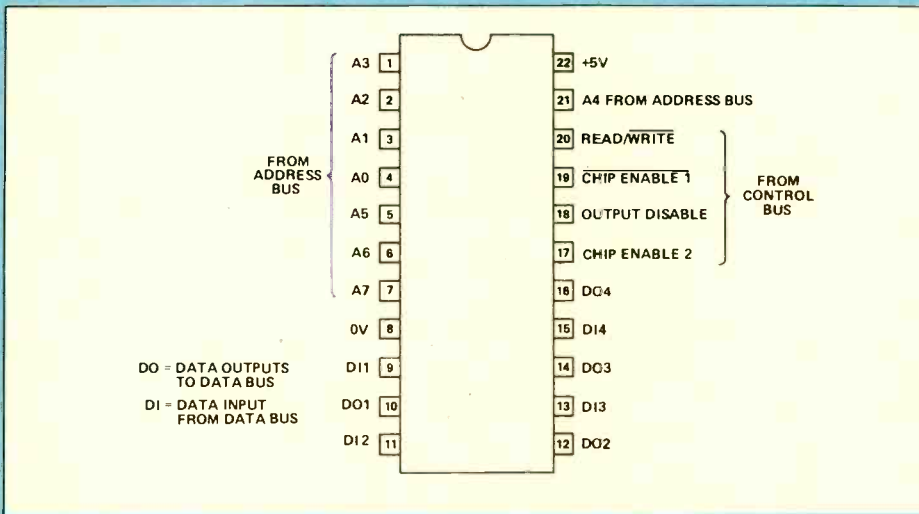 A3 1
A2 2
A1 3
A0 4
A5 5
A6 6
A7 7
0V 8
DI1 9
DO1 10
DI2 11
FROM
ADDRESS
BUS
DO = DATA OUTPUTS
TO DATA BUS
DI = DATA INPUT
FROM DATA BUS
22 +5V
21 A4 FROM ADDRESS BUS
20 READ/WRITE
19 CHIP ENABLE 1
18 OUTPUT DISABLE
17 CHIP ENABLE 2
16 DO4
15 DI4
14 DO3
13 DI3
12 DO2
FROM
CONTROL
BUS